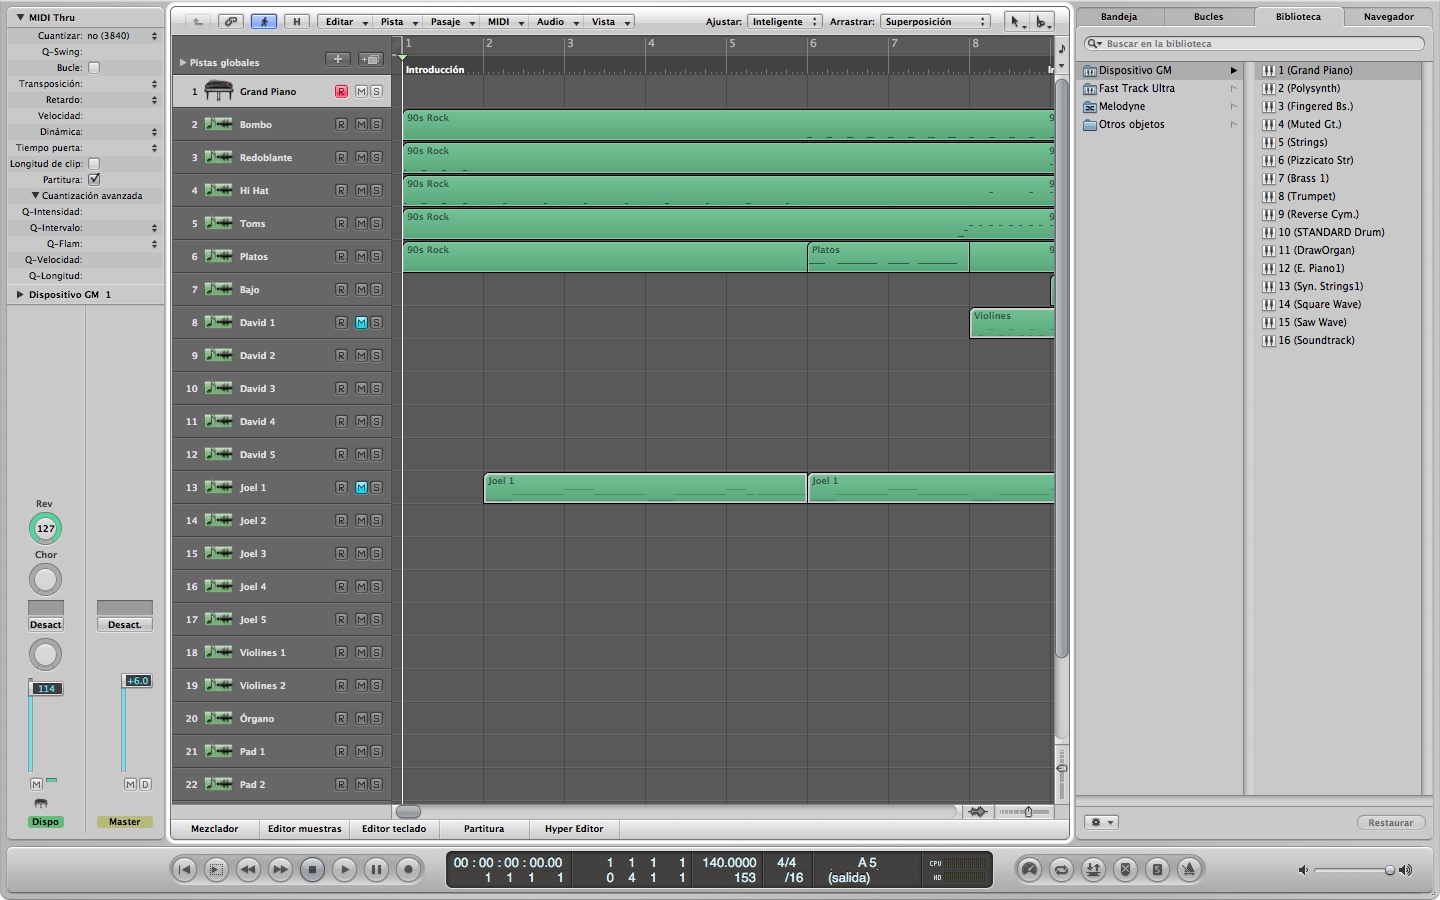 ▼ MIDI Thru
Cuantizar: no (3840)
Q-Swing:
Bucle:
Transposición:
Retardo:
Velocidad:
Dinámica:
Tiempo puerta:
Longitud de clip:
Partitura:
▼ Cuantización avanzada
Q-Intensidad:
Q-Intervalo:
Q-Flam:
Q-Velocidad:
Q-Longitud:
▶ Dispositivo GM 1
Rev
127
Chor
Desact.
Desact.
114
+6.0
M
M D
Dispo
Master
H
Editar
Pista
Pasaje
MIDI
Audio
Vista
Ajustar: Inteligente
Arrastrar: Superposición
▶ Pistas globales
1 2 3 4 5 6 7 8
Introducción
1 Grand Piano R M S
2 Bombo R M S
3 Redoblante R M S
4 Hi Hat R M S
5 Toms R M S
6 Platos R M S
7 Bajo R M S
8 David 1 R M S
9 David 2 R M S
10 David 3 R M S
11 David 4 R M S
12 David 5 R M S
13 Joel 1 R M S
14 Joel 2 R M S
15 Joel 3 R M S
16 Joel 4 R M S
17 Joel 5 R M S
18 Violines 1 R M S
19 Violines 2 R M S
20 Órgano R M S
21 Pad 1 R M S
22 Pad 2 R M S
90s Rock 9
90s Rock 9
90s Rock 9
90s Rock 9
90s Rock Platos 9
Violines
Joel 1 Joel 1
Mezclador
Editor muestras
Editor teclado
Partitura
Hyper Editor
Bandeja
Bucles
Biblioteca
Navegador
Buscar en la biblioteca
Dispositivo GM
Fast Track Ultra
Melodyne
Otros objetos
1 (Grand Piano)
2 (Polysynth)
3 (Fingered Bs.)
4 (Muted Gt.)
5 (Strings)
6 (Pizzicato Str)
7 (Brass 1)
8 (Trumpet)
9 (Reverse Cym.)
10 (STANDARD Drum)
11 (DrawOrgan)
12 (E. Piano1)
13 (Syn. Strings1)
14 (Square Wave)
15 (Saw Wave)
16 (Soundtrack)
Restaurar
00 : 00 : 00 : 00.00 1 1 1 1 140.0000 4/4 A 5 CPU
1 1 1 1 0 4 1 1 153 /16 (salida) HD